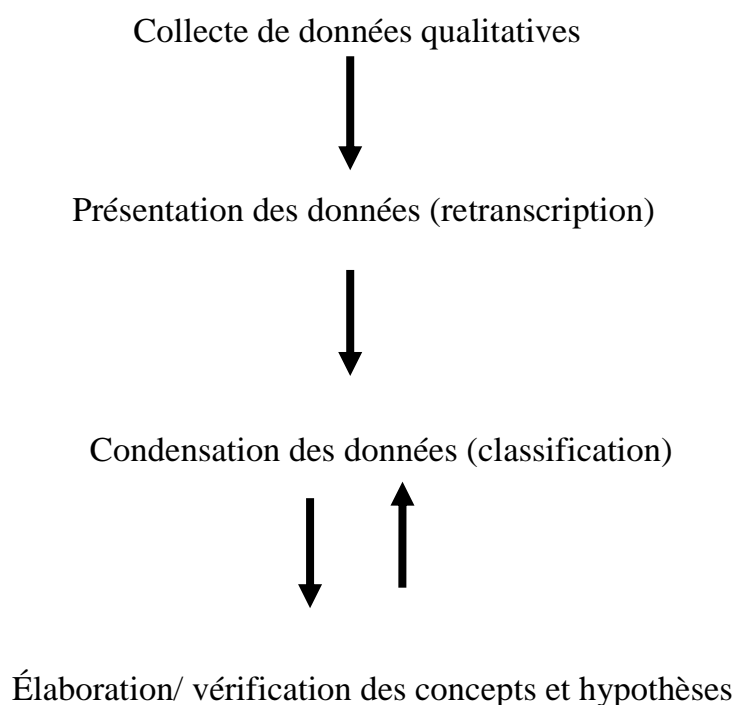 Collecte de données qualitatives
Présentation des données (retranscription)
Condensation des données (classification)
Élaboration/ vérification des concepts et hypothèses